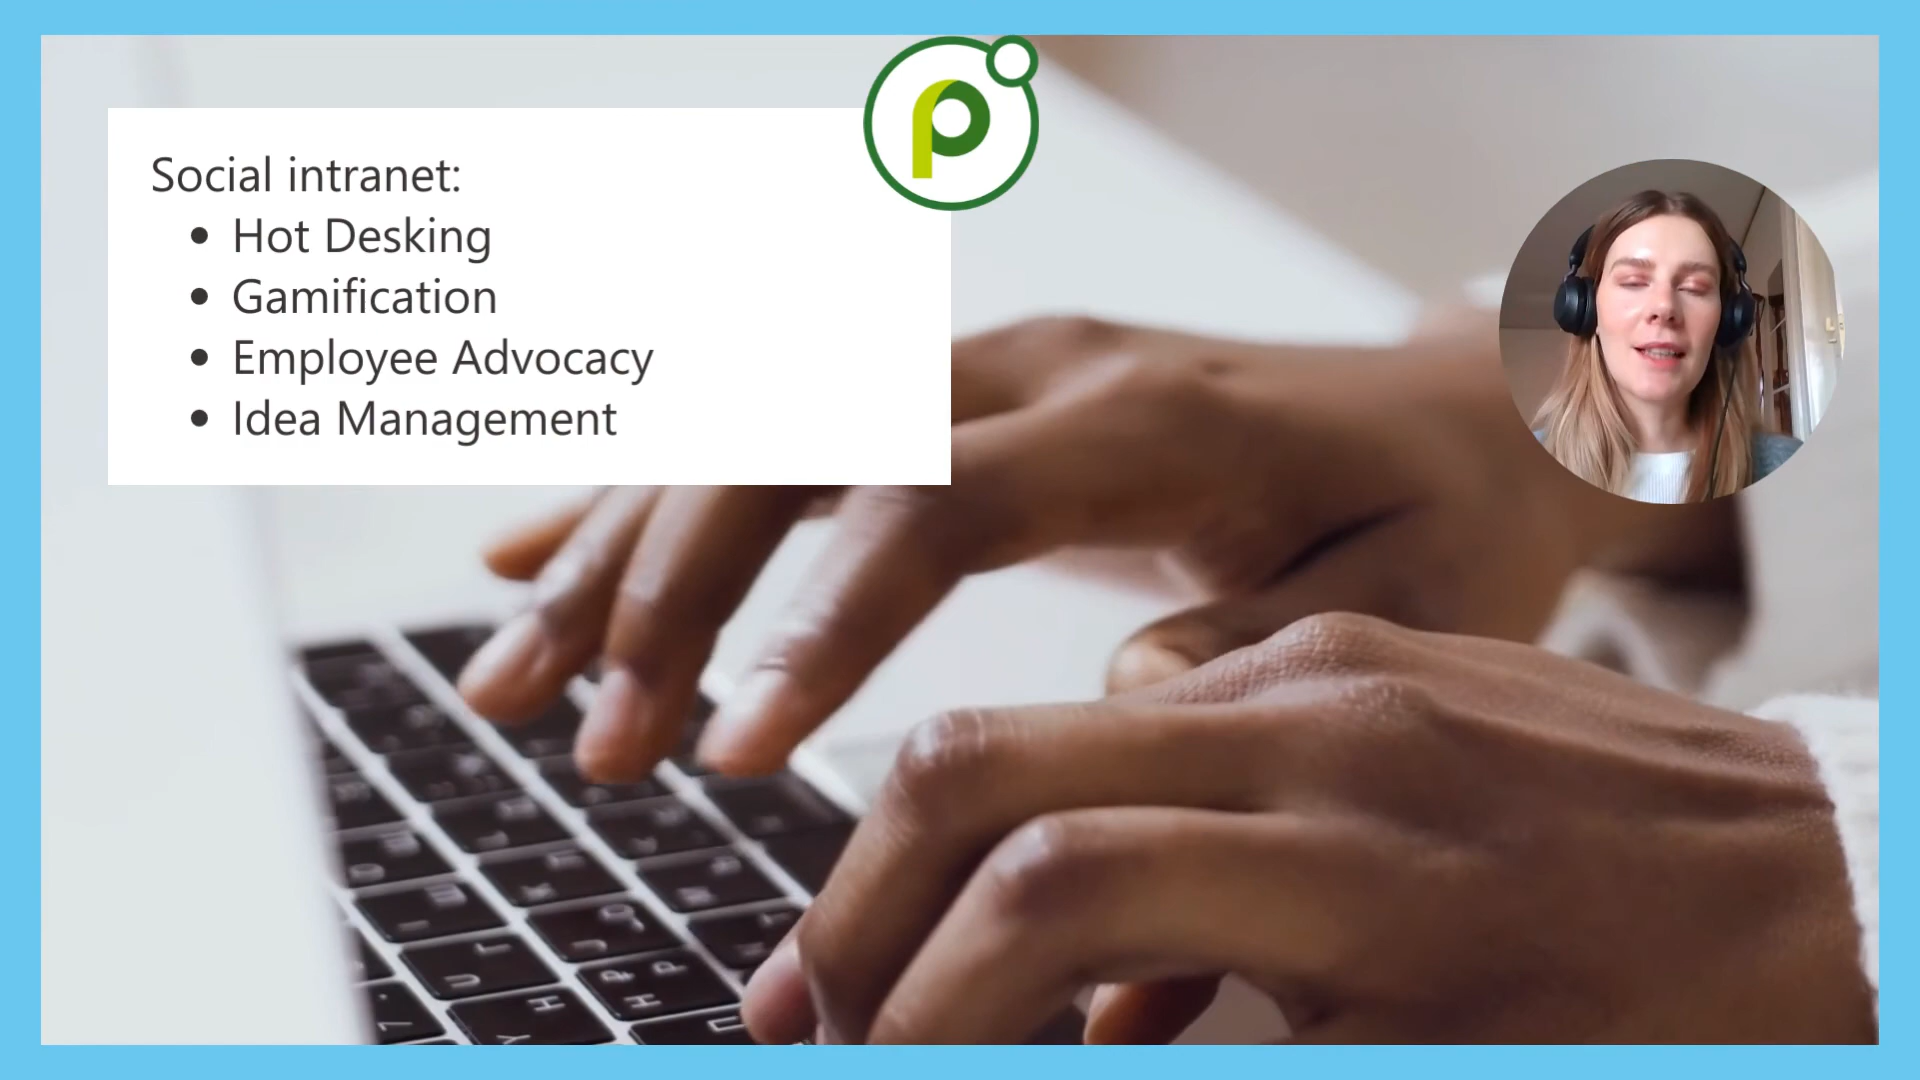 Social intranet:
• Hot Desking
• Gamification
• Employee Advocacy
• Idea Management
p